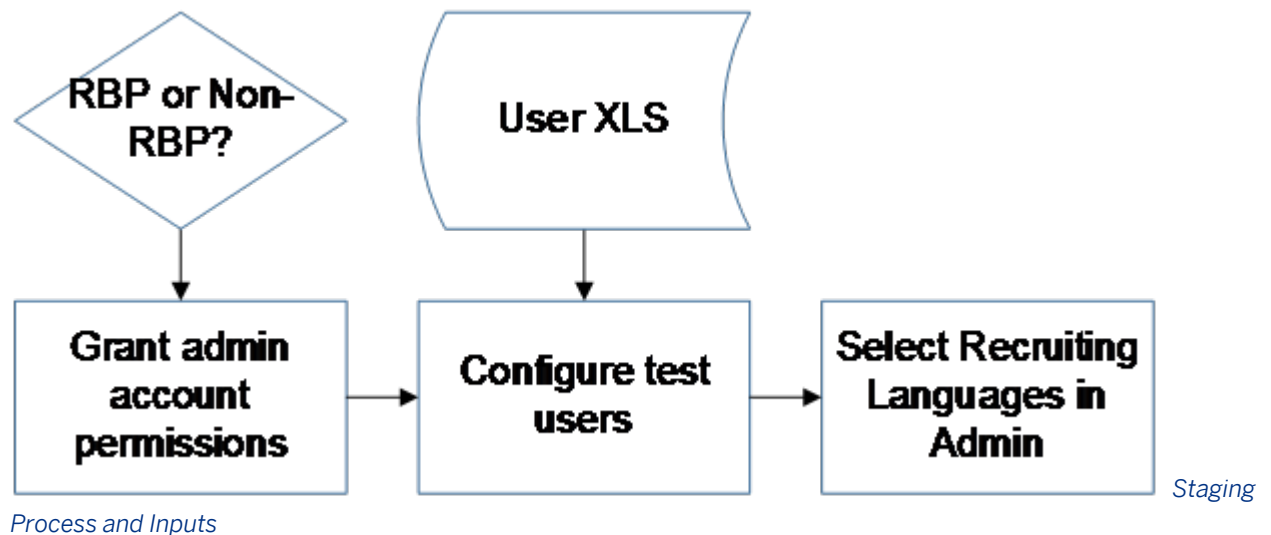 RBP or Non-
RBP?
User XLS
Grant admin
account
permissions
Configure test
users
Select Recruiting
Languages in
Admin
Staging
Process and Inputs